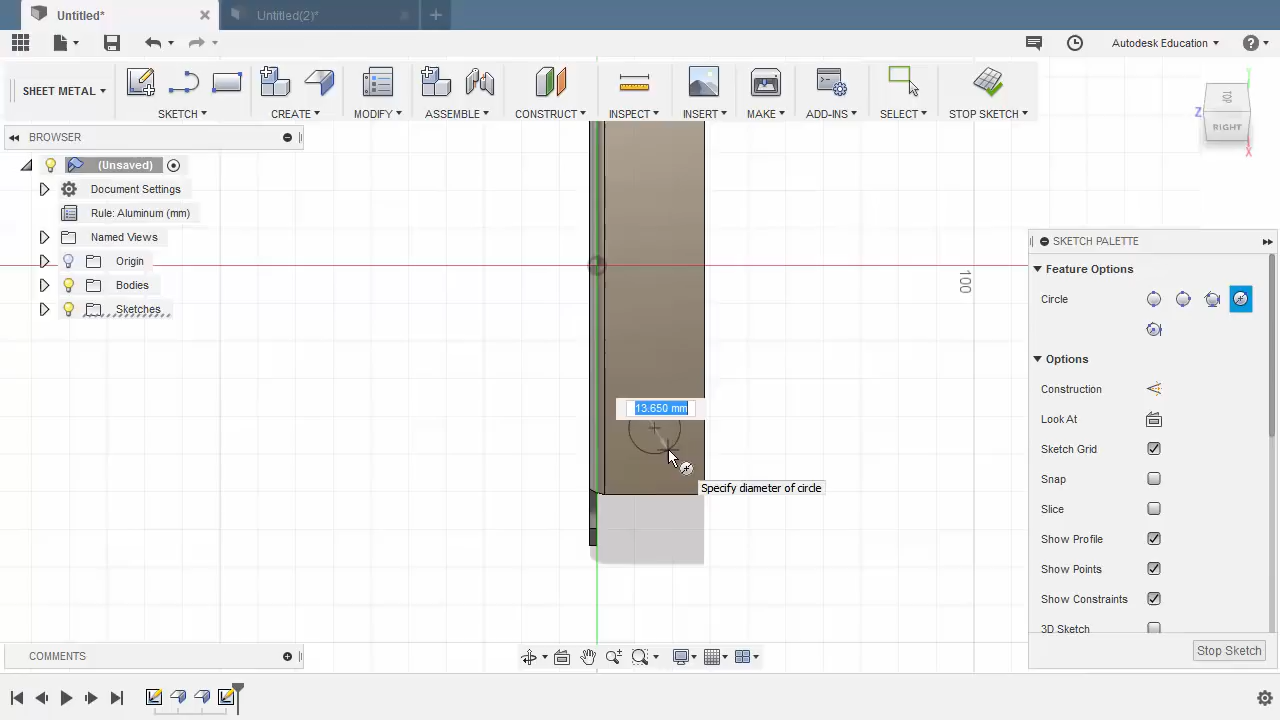 Untitled*
Untitled(2)*
Autodesk Education
SHEET METAL
SKETCH
CREATE
MODIFY
ASSEMBLE
CONSTRUCT
INSPECT
INSERT
MAKE
ADD-INS
SELECT
STOP SKETCH
BROWSER
(Unsaved)
Document Settings
Rule: Aluminum (mm)
Named Views
Origin
Bodies
Sketches
Z
RIGHT
X
100
13.650 mm
Specify diameter of circle
SKETCH PALETTE
Feature Options
Circle
Options
Construction
Look At
Sketch Grid
Snap
Slice
Show Profile
Show Points
Show Constraints
3D Sketch
Stop Sketch
COMMENTS